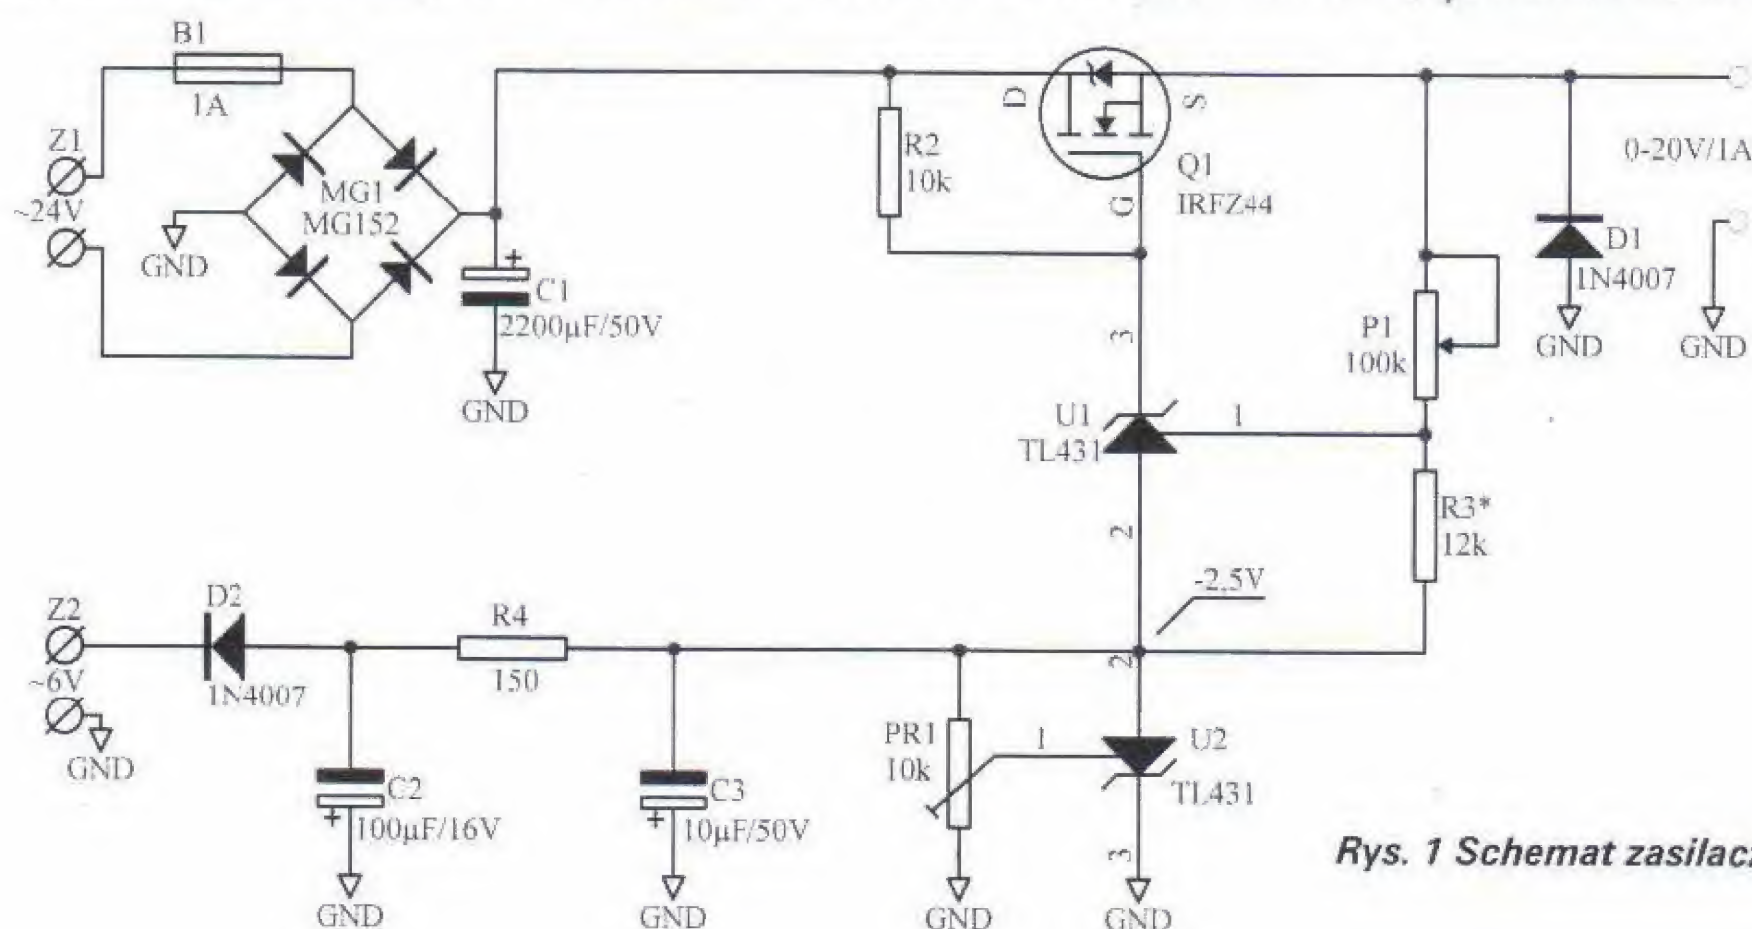 B1
1A
Z1
~24V
MG1
MG152
GND
C1
2200µF/50V
GND
R2
10k
D
S
G
Q1
IRFZ44
0-20V/1A
D1
1N4007
GND
GND
P1
100k
3
U1
TL431
1
2
R3*
12k
-2,5V
Z2
~6V
GND
D2
1N4007
R4
150
C2
100µF/16V
GND
C3
10µF/50V
GND
PR1
10k
GND
1
2
U2
TL431
3
GND
Rys. 1 Schemat zasilacz